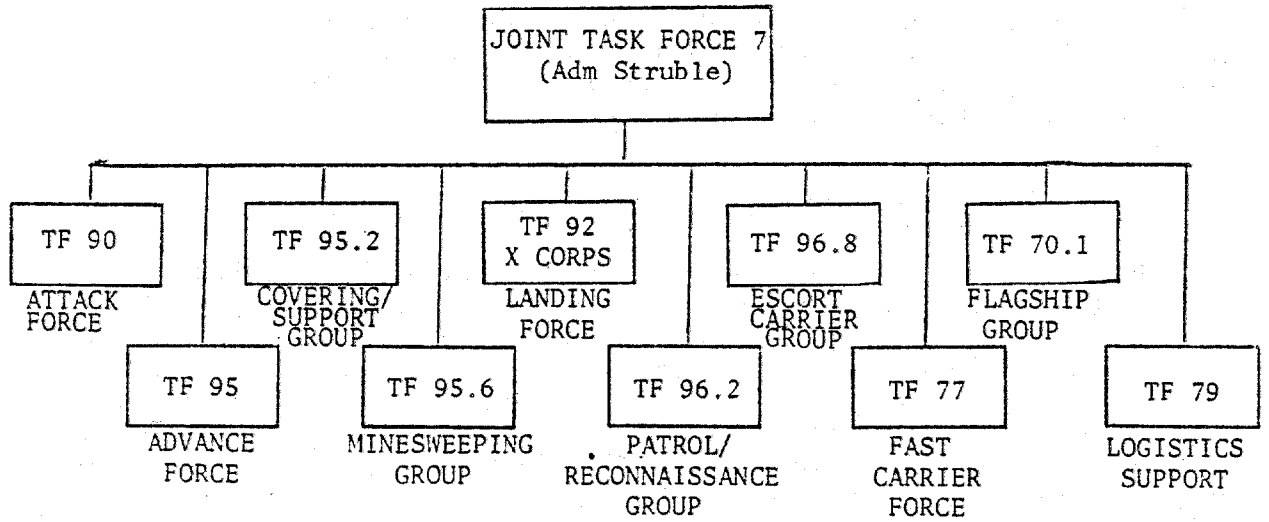 JOINT TASK FORCE 7
(Adm Struble)
TF 90
ATTACK
FORCE
TF 95.2
COVERING/
SUPPORT
GROUP
TF 92
X CORPS
LANDING
FORCE
TF 96.8
ESCORT
CARRIER
GROUP
TF 70.1
FLAGSHIP
GROUP
TF 95
ADVANCE
FORCE
TF 95.6
MINESWEEPING
GROUP
TF 96.2
PATROL/
RECONNAISSANCE
GROUP
TF 77
FAST
CARRIER
FORCE
TF 79
LOGISTICS
SUPPORT